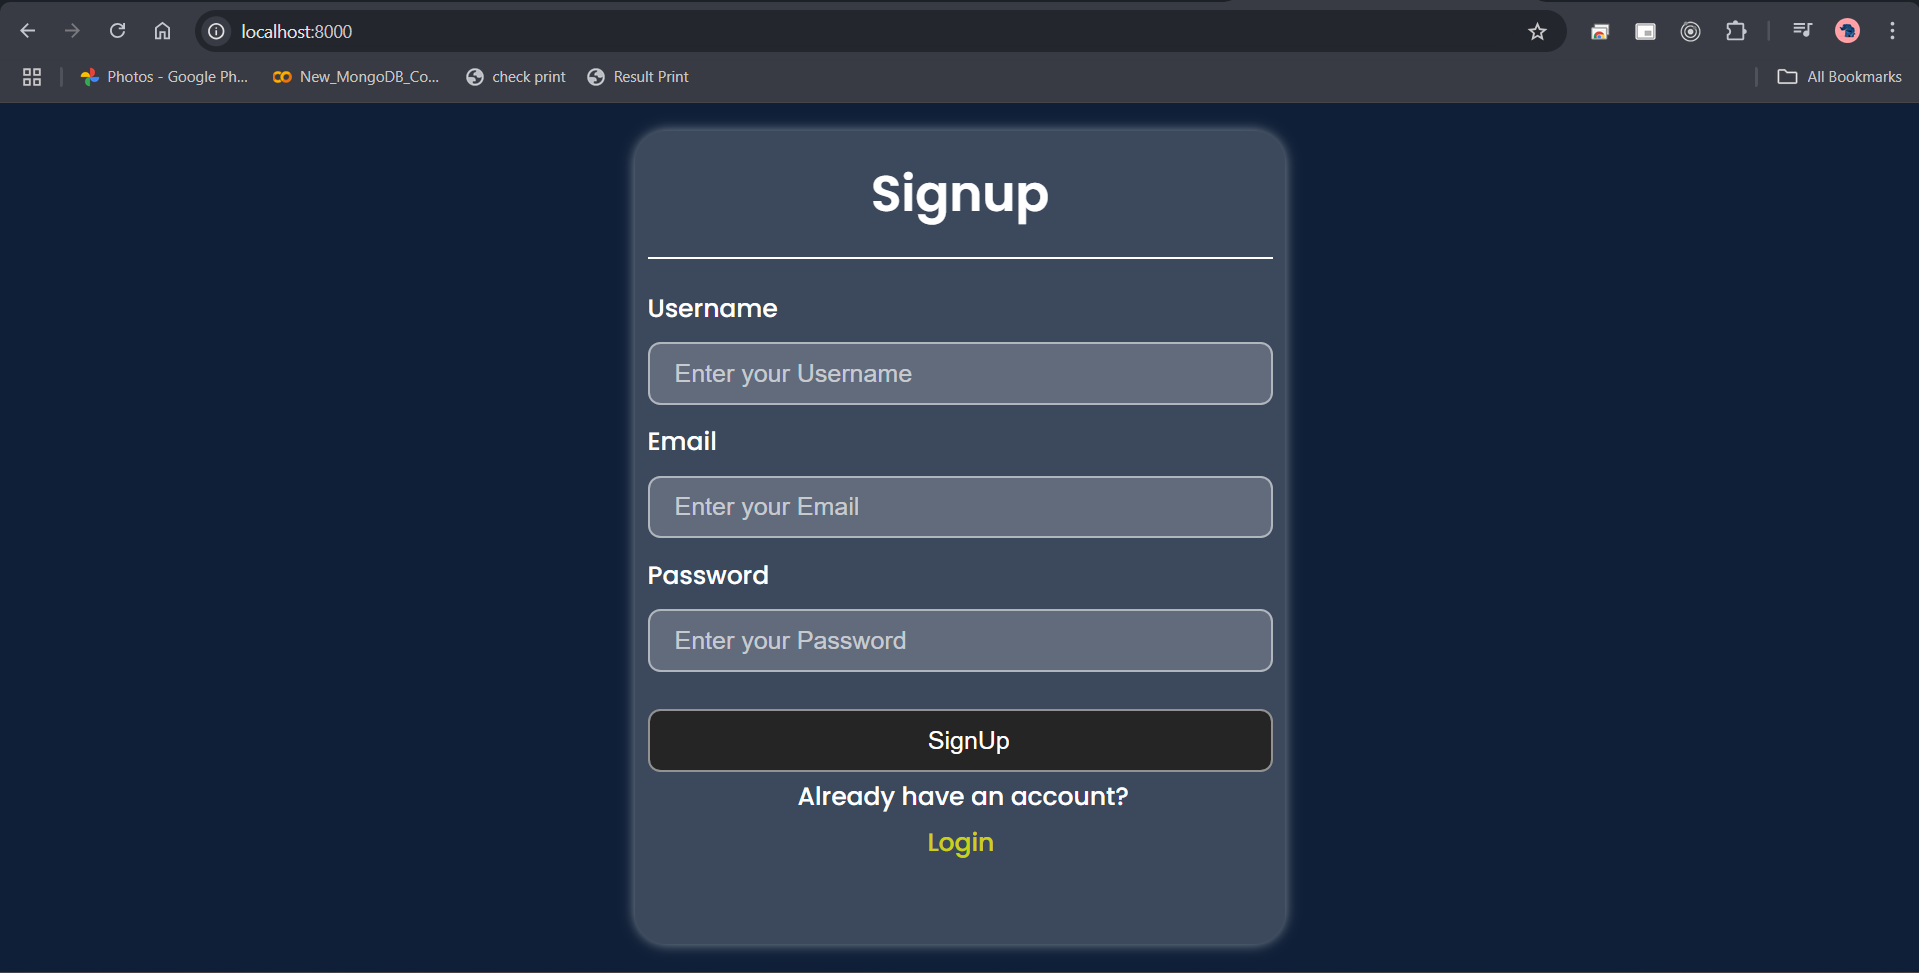 localhost:8000
Photos - Google Ph... New_MongoDB_Co... check print Result Print All Bookmarks
Signup
Username
Enter your Username
Email
Enter your Email
Password
Enter your Password
SignUp
Already have an account?
Login